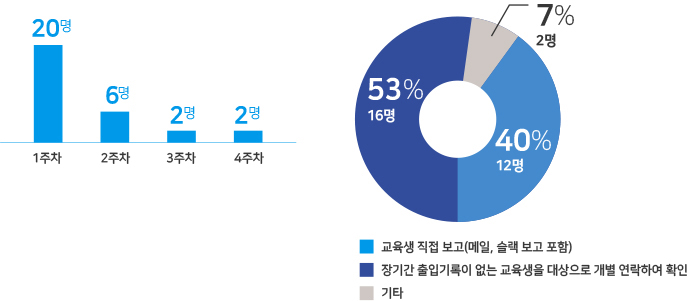 20명
6명
2명
2명
1주차
2주차
3주차
4주차
7%
2명
53%
16명
40%
12명
교육생 직접 보고(메일, 슬랙 보고 포함)
장기간 출입기록이 없는 교육생을 대상으로 개별 연락하여 확인
기타